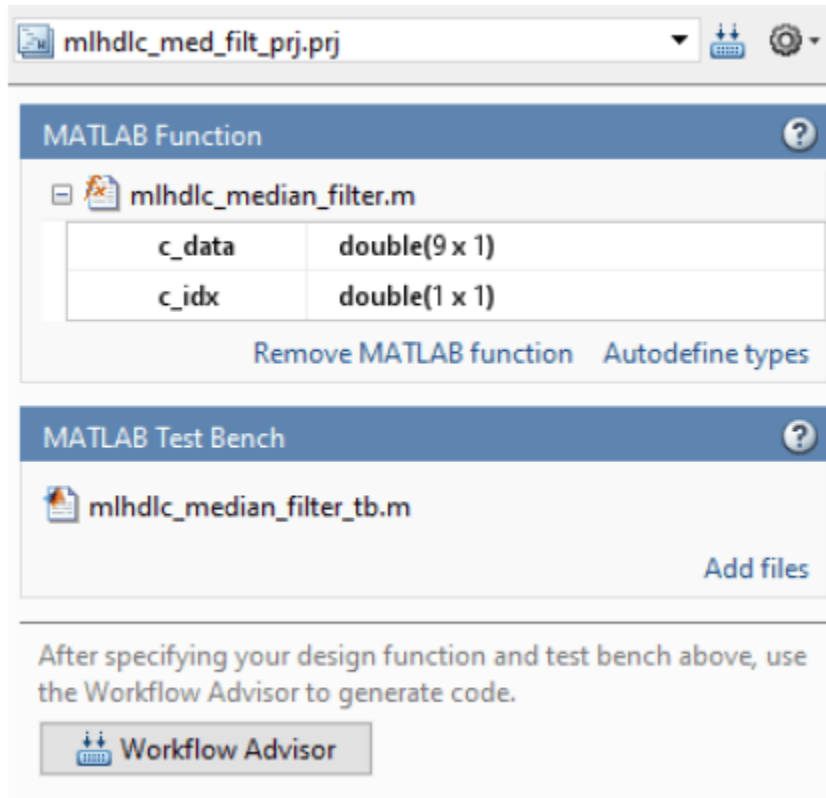 mlhdlc_med_filt_prj.prj
MATLAB Function
mlhdlc_median_filter.m
c_data double(9 x 1)
c_idx double(1 x 1)
Remove MATLAB function Autodefine types
MATLAB Test Bench
mlhdlc_median_filter_tb.m
Add files
After specifying your design function and test bench above, use
the Workflow Advisor to generate code.
Workflow Advisor